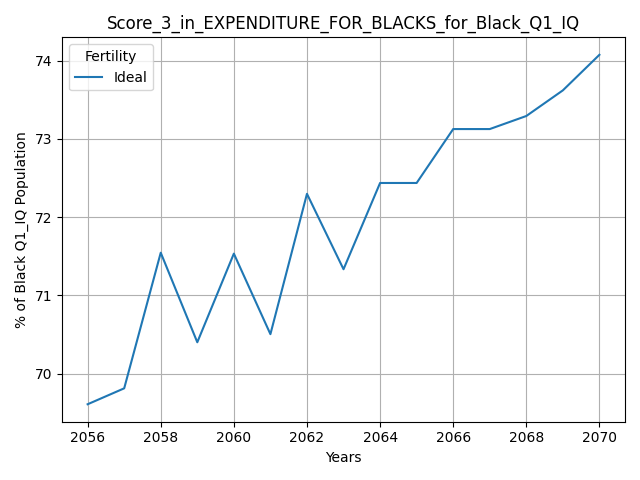 Score_3_in_EXPENDITURE_FOR_BLACKS_for_Black_Q1_IQ
Fertility
Ideal
% of Black Q1_IQ Population
74
73
72
71
70
2056 2058 2060 2062 2064 2066 2068 2070
Years